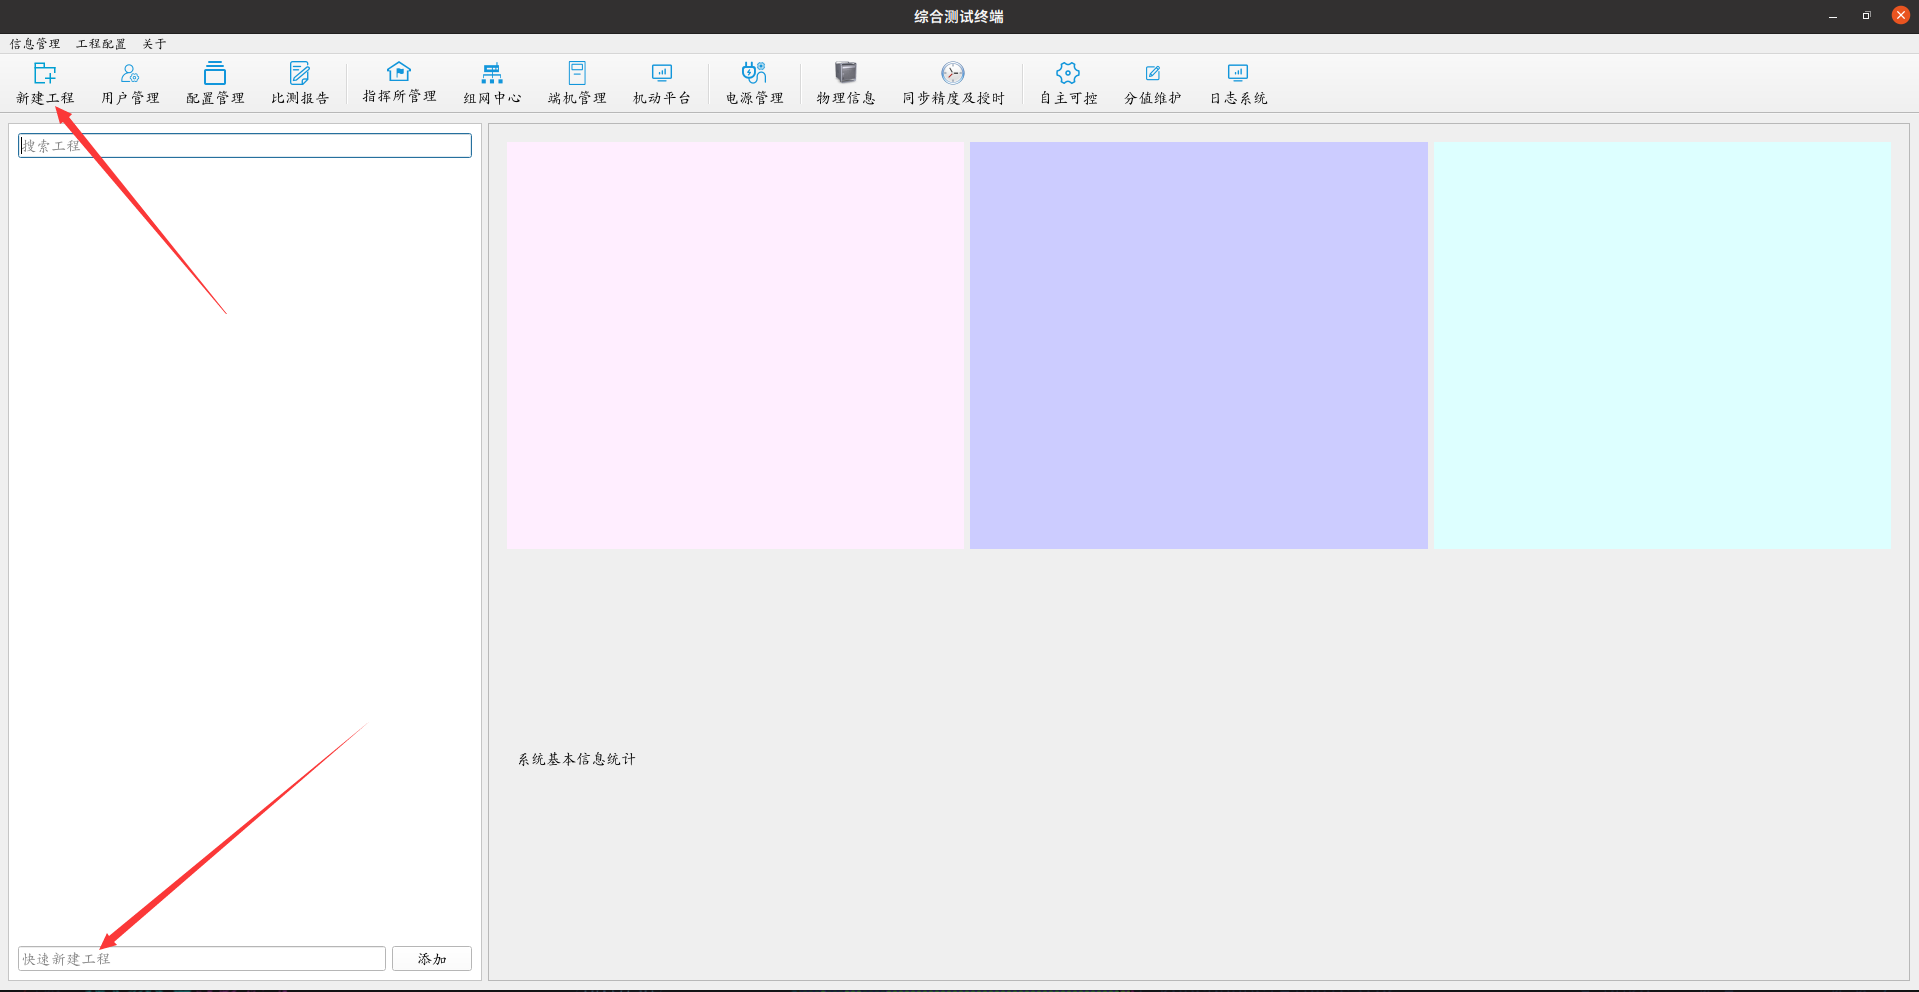 综合测试终端
信息管理 工程配置 关于
新建工程 用户管理 配置管理 比测报告 指挥所管理 组网中心 端机管理 机动平台 电源管理 物理信息 同步精度及授时 自主可控 分值维护 日志系统
搜索工程
系统基本信息统计
快速新建工程 添加